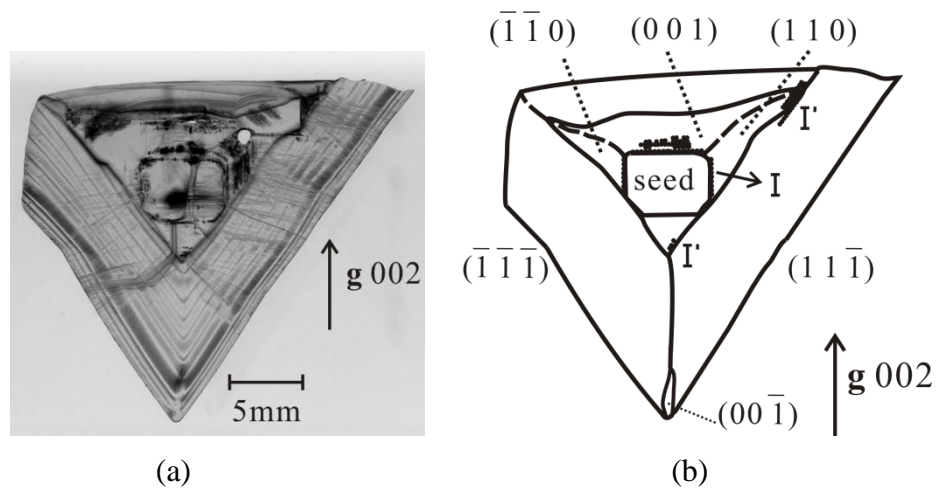 (1̅ 1̅ 0)
(0 0 1)
(1 1 0)
I'
seed
I
I'
(1̅ 1̅ 1̅)
(1 1 1̅)
g 002
5mm
g 002
(0 0 1̅)
(a)
(b)